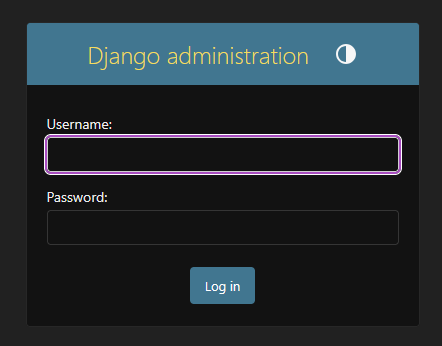 Django administration
Username:
Password:
Log in